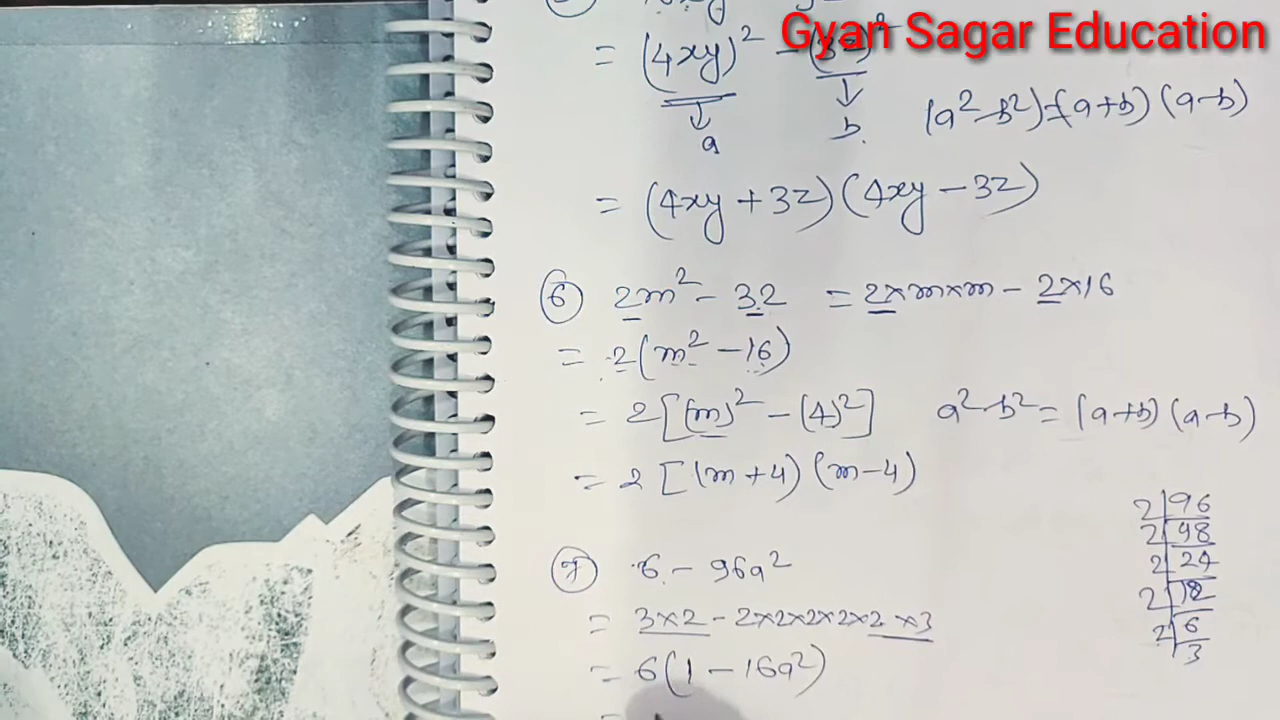 Gyan Sagar Education
= (4xy)² - (3z)²
a
b.
(a² - b²) = (a+b) (a-b)
= (4xy + 3z) (4xy - 3z)
⑥ 2m² - 32 = 2×m×m - 2×16
= 2(m² - 16)
= 2[(m)² - (4)²] a² - b² = (a+b) (a-b)
= 2 [(m+4) (m-4)
⑦ 6 - 96a²
= 3×2 - 2×2×2×2×2×3
= 6(1 - 16a²)
=
2|96
2|48
2|24
2|12
2|6
3